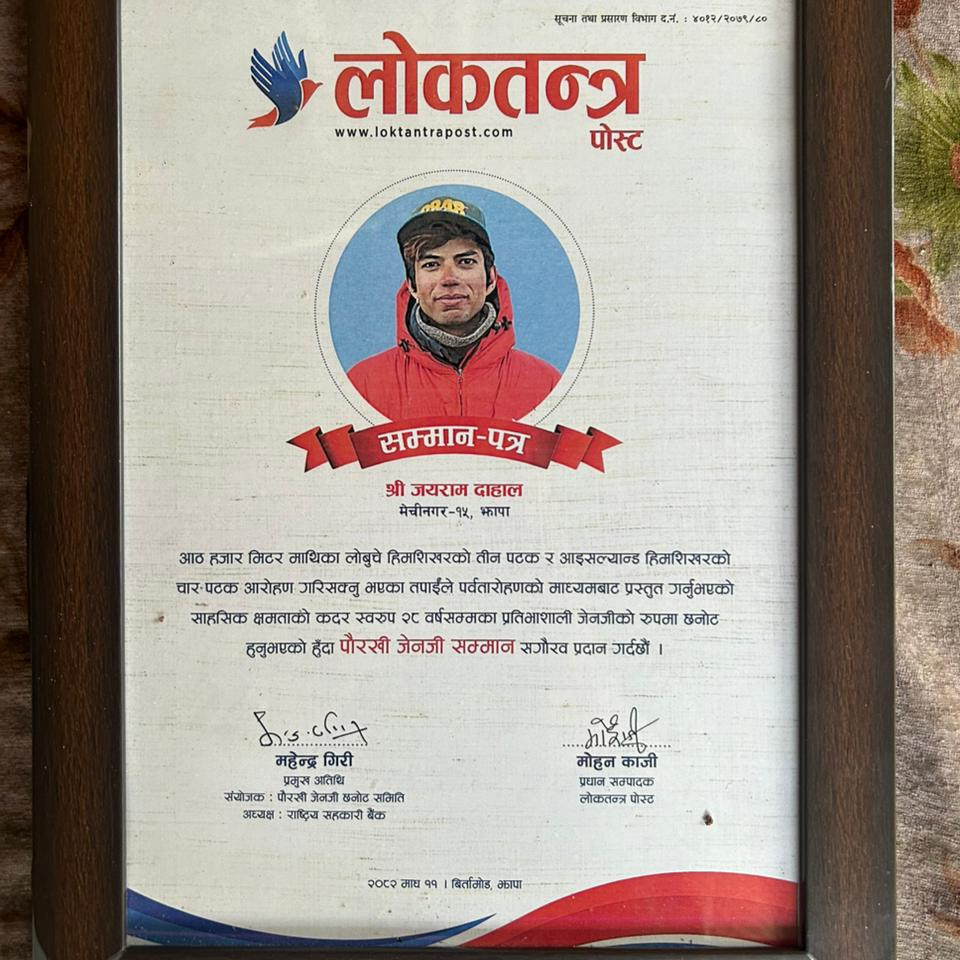 सूचना तथा प्रसारण विभाग द.नं. : ४०१२/२०७९/८०
लोकतन्त्र
www.loktantrapost.com
पोस्ट
सम्मान-पत्र
श्री जयराम दाहाल
मेचीनगर-१५, झापा
आठ हजार मिटर माथिका लोबुचे हिमशिखरको तीन पटक र आइसल्यान्ड हिमशिखरको
चार पटक आरोहण गरिसक्नु भएका तपाईंले पर्वतारोहणको माध्यमबाट प्रस्तुत गर्नुभएको
साहसिक क्षमताको कदर स्वरुप २८ वर्षसम्मका प्रतिभाशाली जेनजीको रुपमा छनोट
हुनुभएको हुँदा पौरखी जेनजी सम्मान सगौरव प्रदान गर्दछौं ।
महेन्द्र गिरी
प्रमुख अतिथि
संयोजक : पौरखी जेनजी छनोट समिति
अध्यक्ष : राष्ट्रिय सहकारी बैंक
मोहन काजी
प्रधान सम्पादक
लोकतन्त्र पोस्ट
२०८२ माघ ११ । बिर्तामोड, झापा